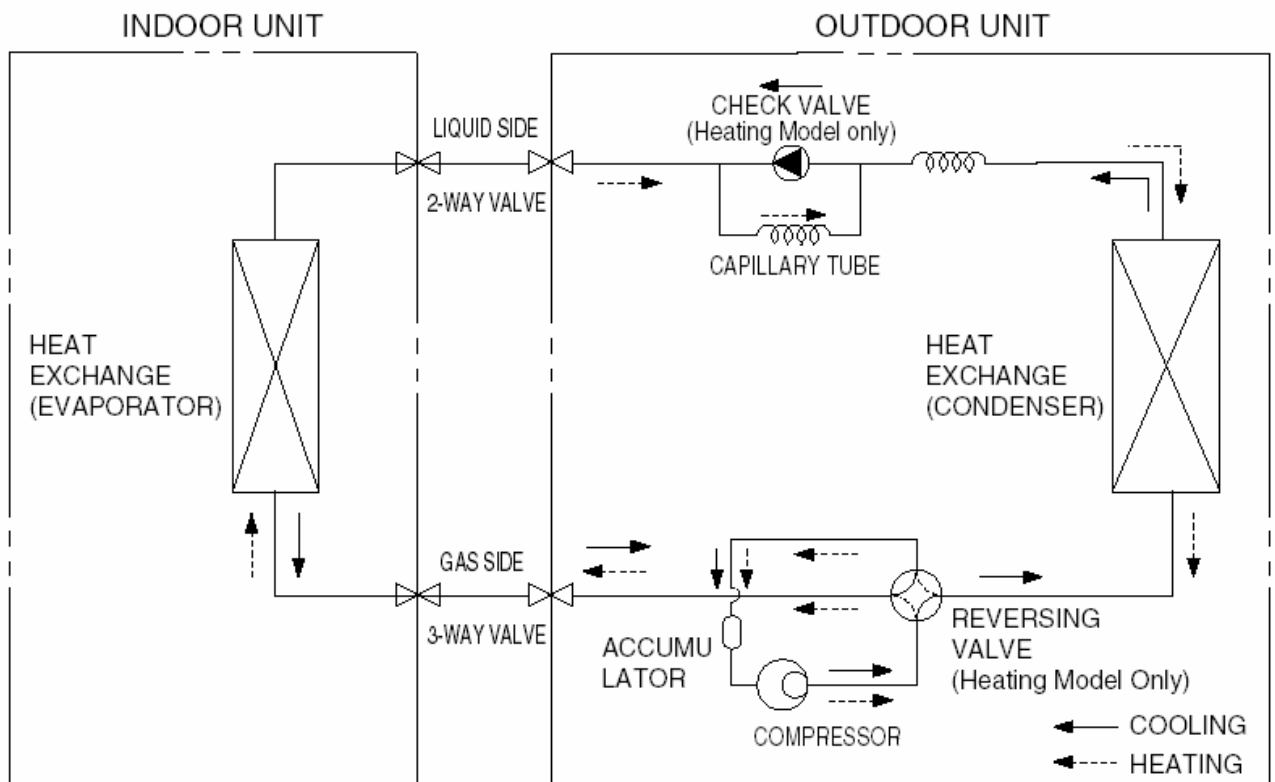 INDOOR UNIT
OUTDOOR UNIT
CHECK VALVE
(Heating Model only)
LIQUID SIDE
2-WAY VALVE
CAPILLARY TUBE
HEAT
EXCHANGE
(EVAPORATOR)
HEAT
EXCHANGE
(CONDENSER)
GAS SIDE
3-WAY VALVE
ACCUMU
LATOR
COMPRESSOR
REVERSING
VALVE
(Heating Model Only)
COOLING
HEATING